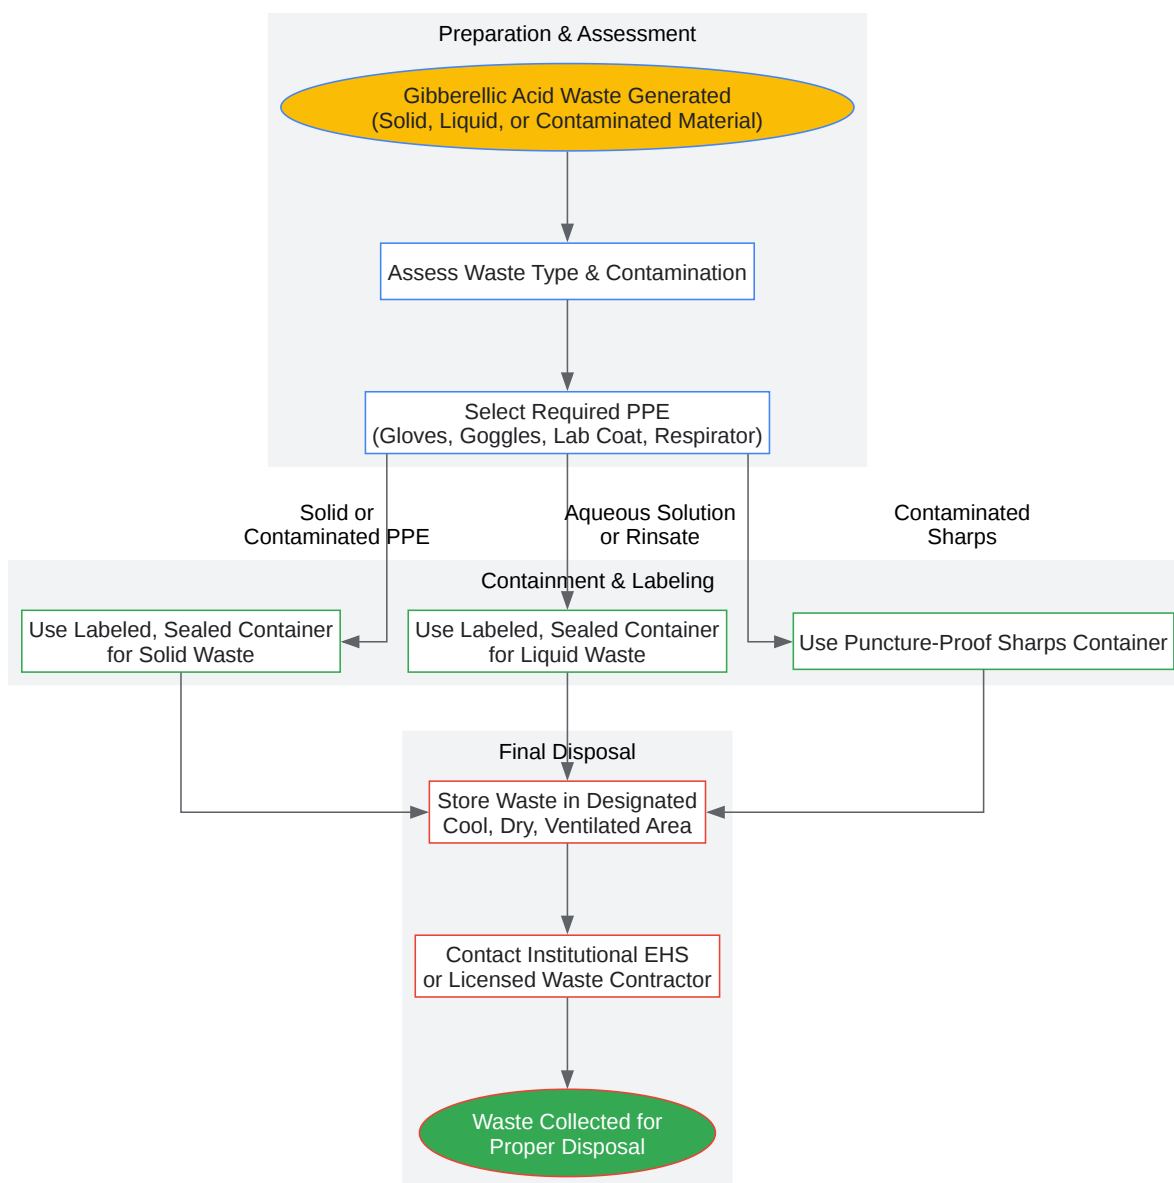 Preparation & Assessment
Gibberellic Acid Waste Generated
(Solid, Liquid, or Contaminated Material)
Assess Waste Type & Contamination
Select Required PPE
(Gloves, Goggles, Lab Coat, Respirator)
Solid or
Contaminated PPE
Aqueous Solution
or Rinsate
Contaminated
Sharps
Containment & Labeling
Use Labeled, Sealed Container
for Solid Waste
Use Labeled, Sealed Container
for Liquid Waste
Use Puncture-Proof Sharps Container
Final Disposal
Store Waste in Designated
Cool, Dry, Ventilated Area
Contact Institutional EHS
or Licensed Waste Contractor
Waste Collected for
Proper Disposal